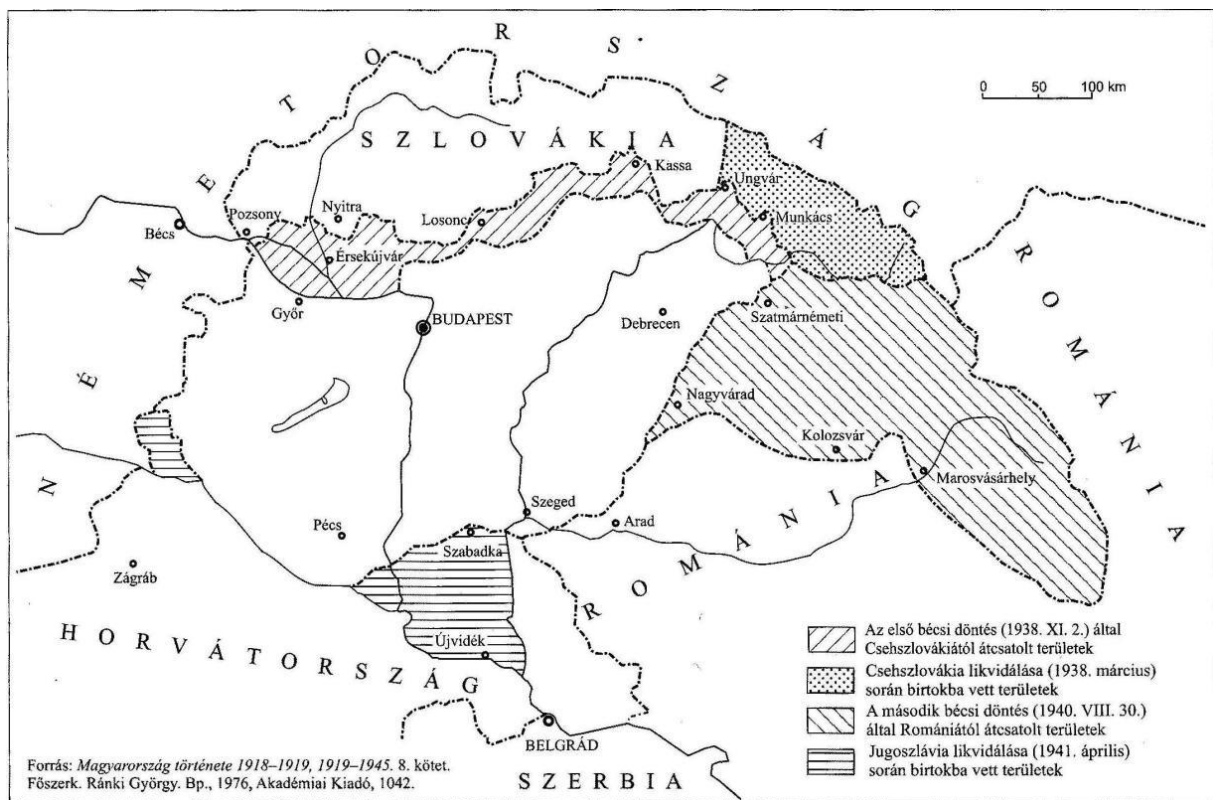 NÉMETORSZÁG
0 50 100 km
SZLOVÁKIA
Kassa
Ungvár
Munkács
Nyitra
Pozsony
Bécs
Losonc
Érsekújvár
Győr
BUDAPEST
Debrecen
Szatmárnémeti
ROMÁNIA
Nagyvárad
Kolozsvár
Marosvásárhely
Szeged
Arad
ROMÁNIA
Pécs
Szabadka
Zágráb
HORVÁTORSZÁG
Újvidék
BELGRÁD
SZERBIA
Az első bécsi döntés (1938. XI. 2.) által
Csehszlovákiától átcsatolt területek
Csehszlovákia likvidálása (1938. március)
során birtokba vett területek
A második bécsi döntés (1940. VIII. 30.)
által Romániától átcsatolt területek
Jugoszlávia likvidálása (1941. április)
során birtokba vett területek
Forrás: Magyarország története 1918–1919, 1919–1945. 8. kötet.
Főszerk. Ránki György. Bp., 1976, Akadémiai Kiadó, 1042.